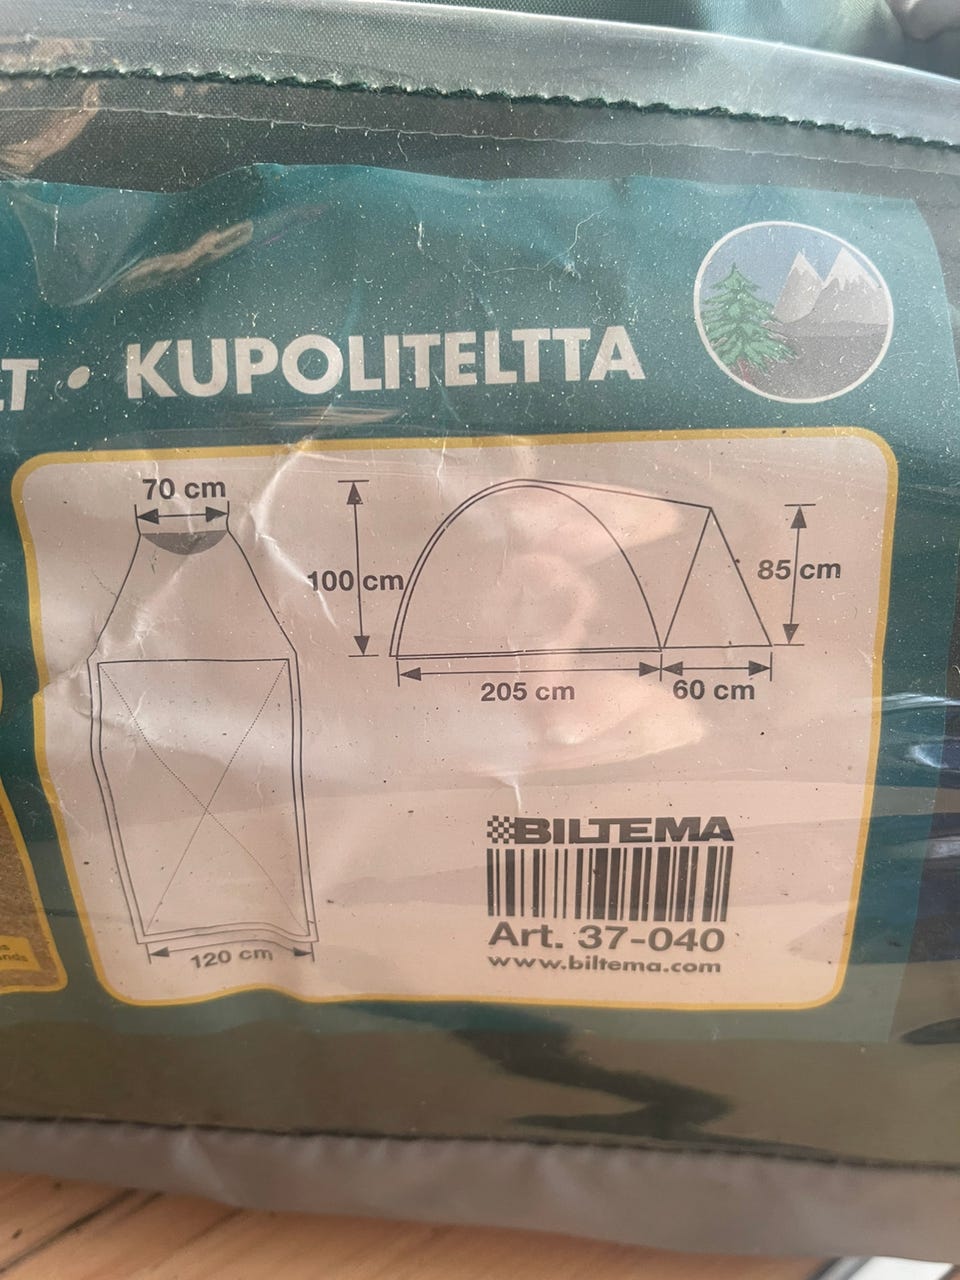 LT • KUPOLITELTTA
70 cm
100 cm
85 cm
205 cm
60 cm
120 cm
BILTEMA
Art. 37-040
www.biltema.com